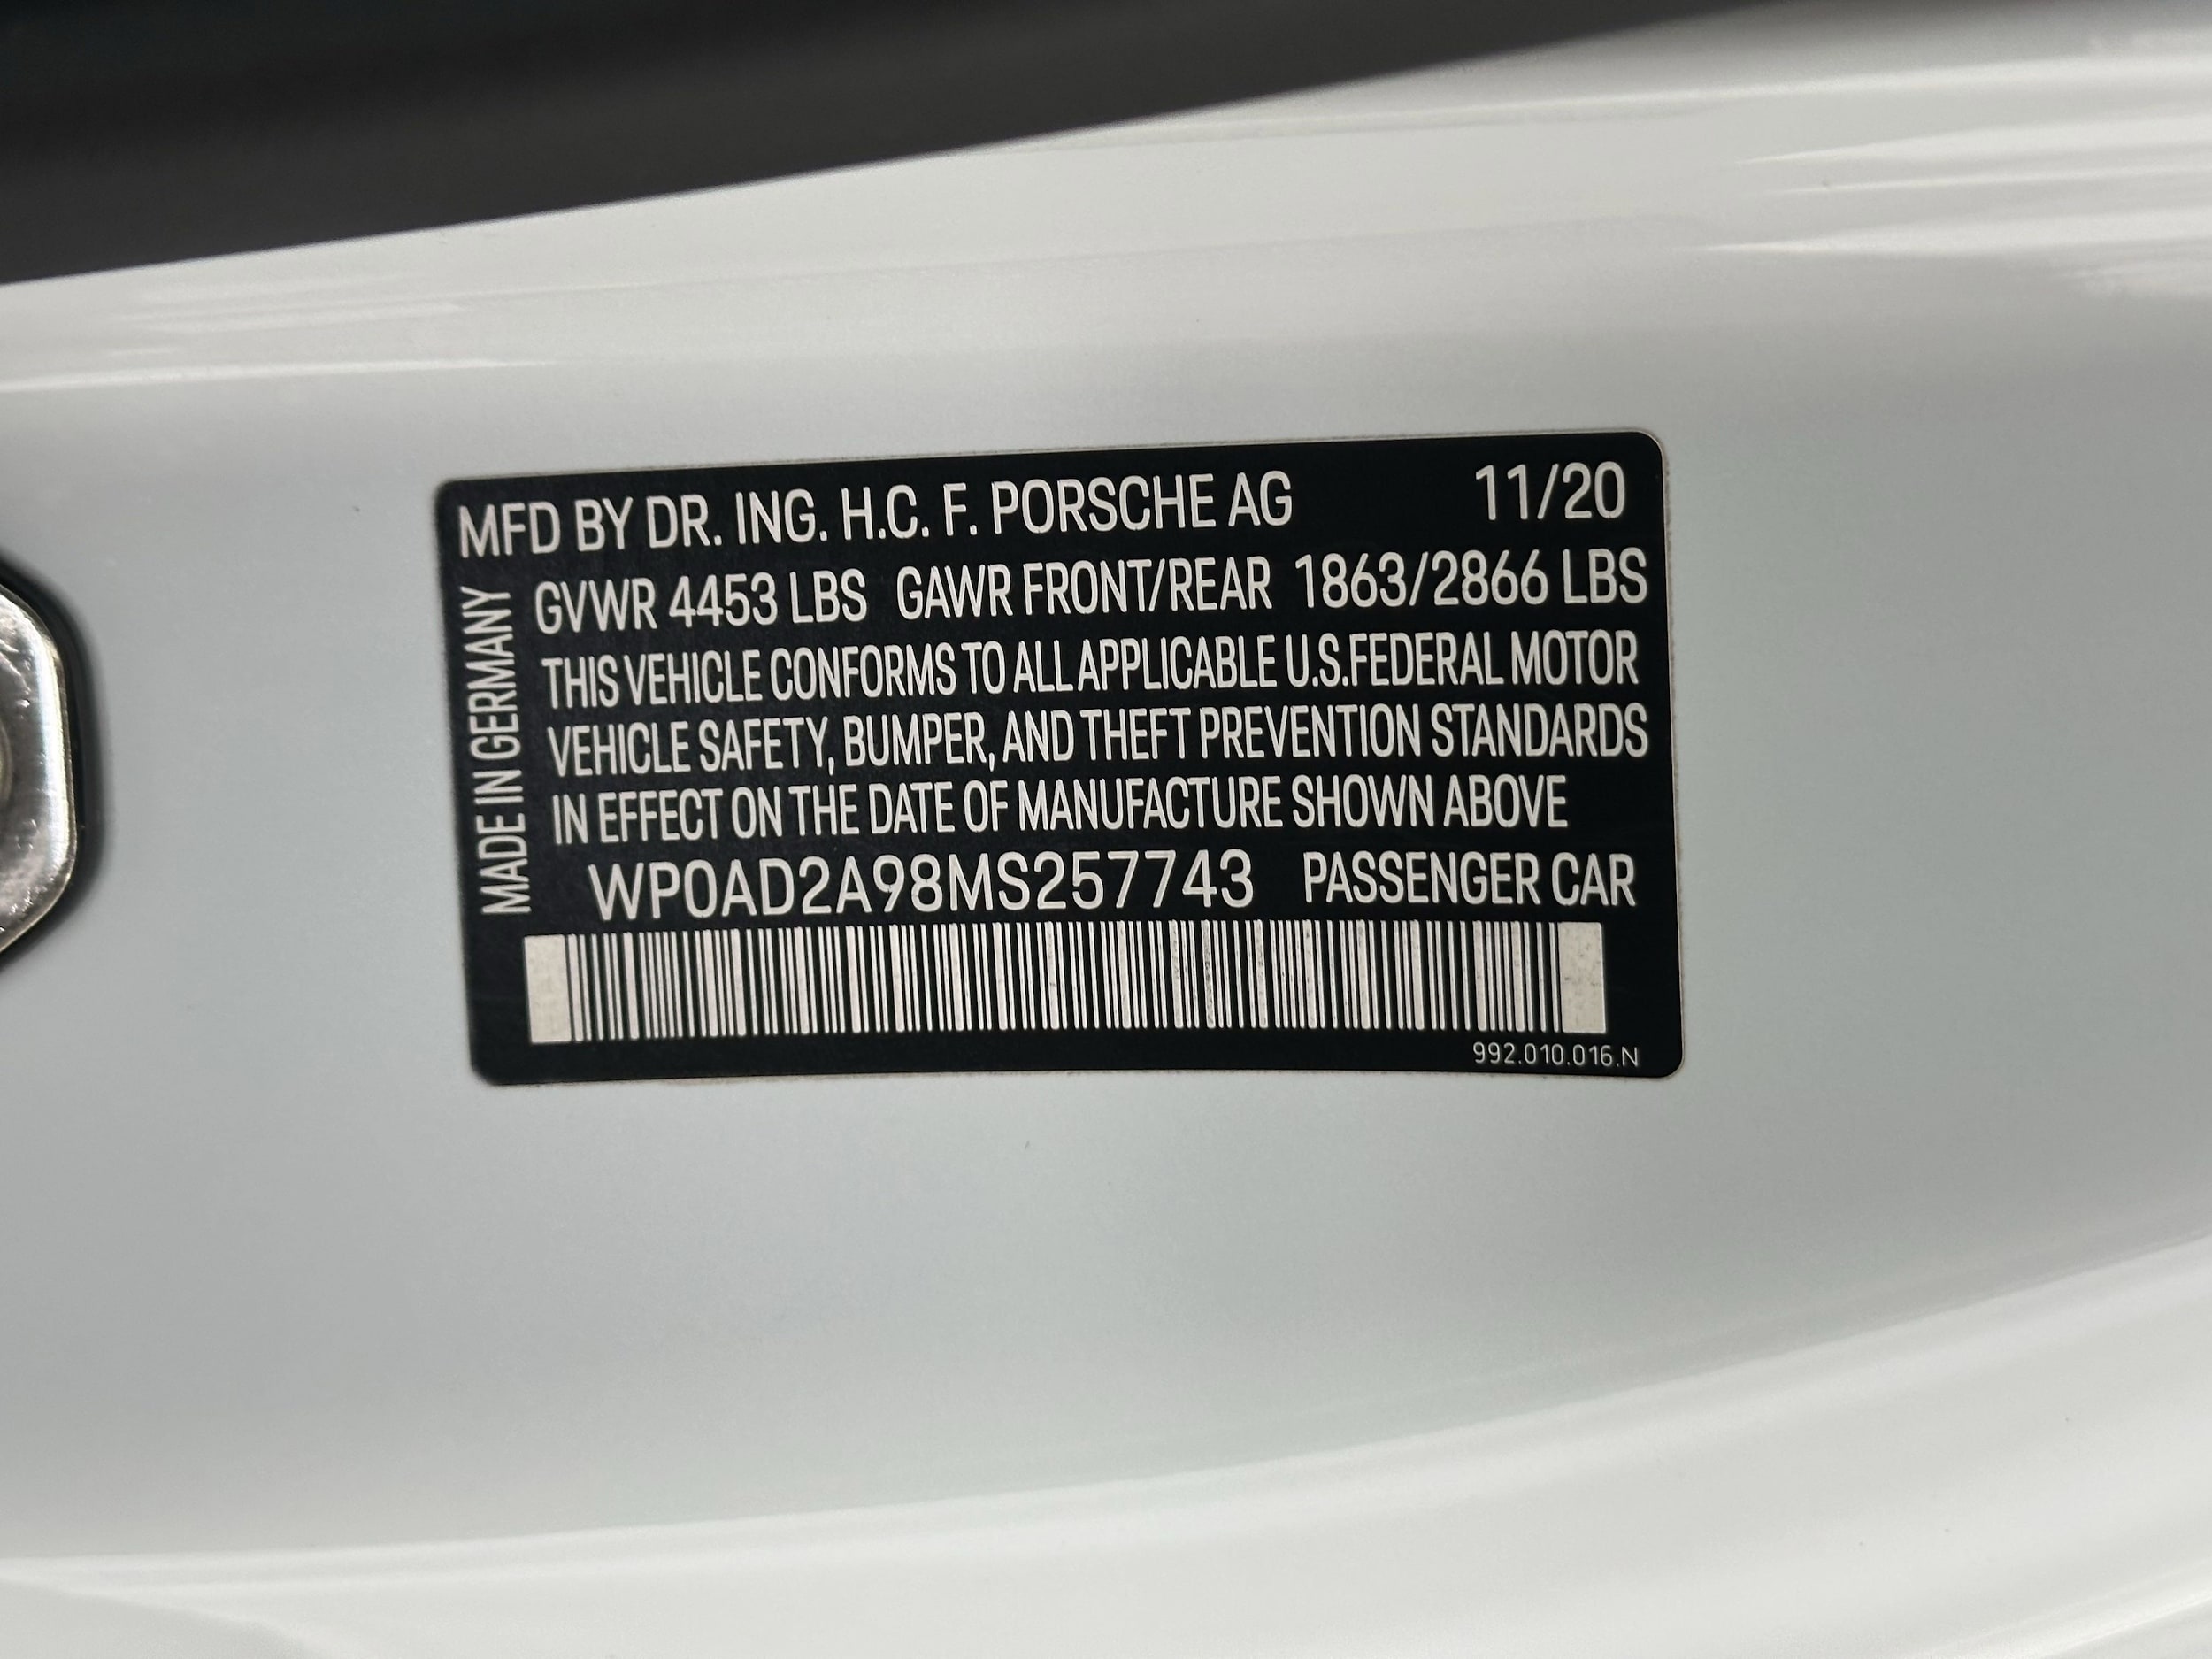 MFD BY DR. ING. H.C. F. PORSCHE AG 11/20
GVWR 4453 LBS GAWR FRONT/REAR 1863/2866 LBS
THIS VEHICLE CONFORMS TO ALL APPLICABLE U.S.FEDERAL MOTOR
VEHICLE SAFETY, BUMPER, AND THEFT PREVENTION STANDARDS
IN EFFECT ON THE DATE OF MANUFACTURE SHOWN ABOVE
WP0AD2A98MS257743 PASSENGER CAR
992.010.016.N
MADE IN GERMANY